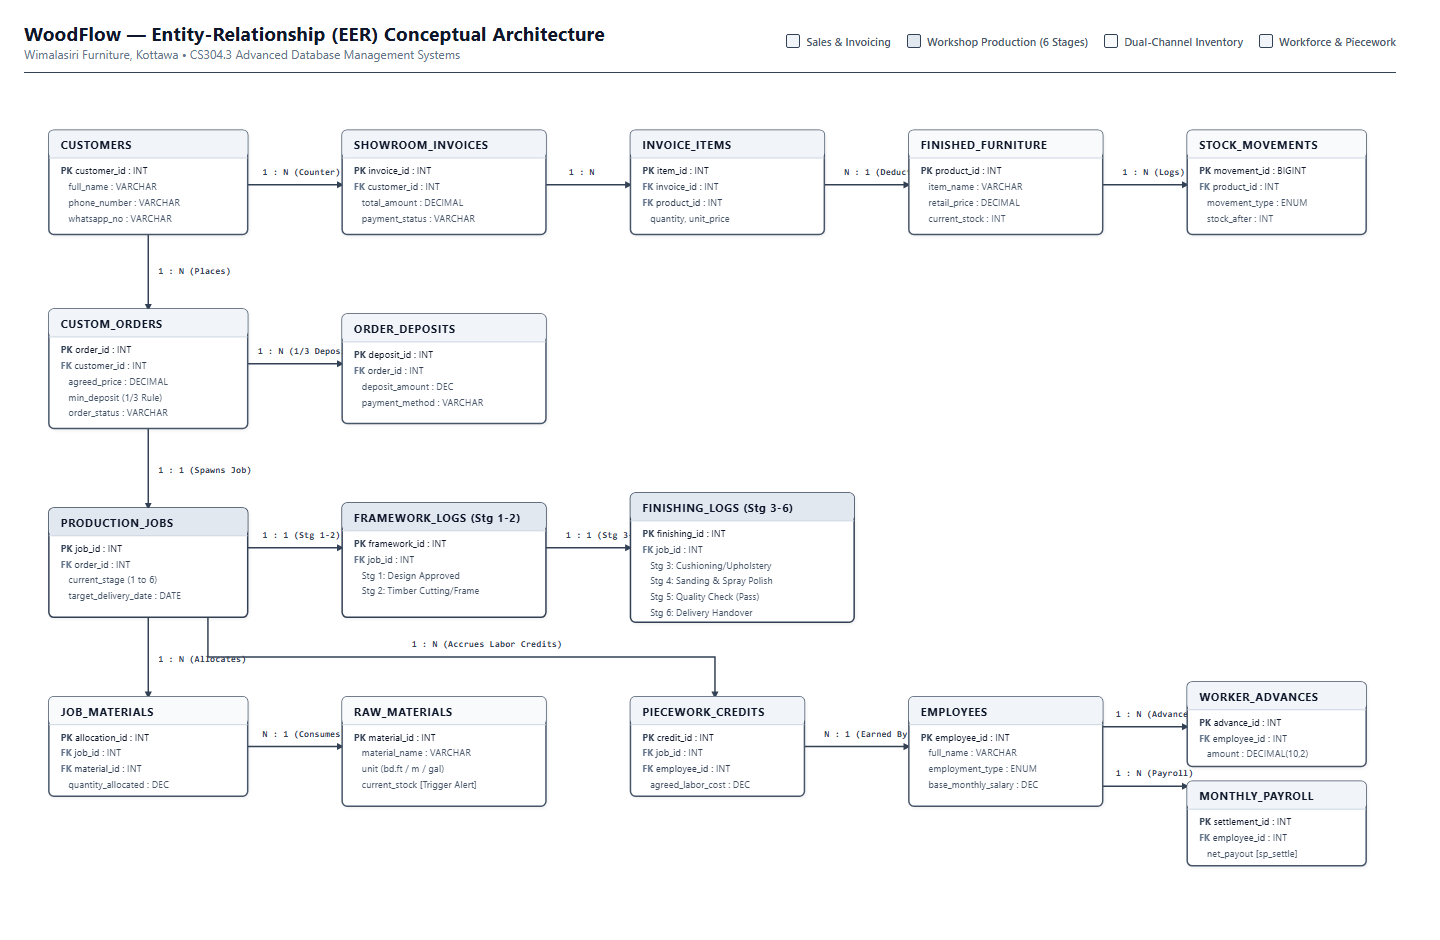 WoodFlow — Entity-Relationship (EER) Conceptual Architecture
Wimalasiri Furniture, Kottawa • CS304.3 Advanced Database Management Systems
Sales & Invoicing
Workshop Production (6 Stages)
Dual-Channel Inventory
Workforce & Piecework
CUSTOMERS
PK customer_id : INT
full_name : VARCHAR
phone_number : VARCHAR
whatsapp_no : VARCHAR
1 : N (Counter)
SHOWROOM_INVOICES
PK invoice_id : INT
FK customer_id : INT
total_amount : DECIMAL
payment_status : VARCHAR
1 : N
INVOICE_ITEMS
PK item_id : INT
FK invoice_id : INT
FK product_id : INT
quantity, unit_price
N : 1 (Deduc
FINISHED_FURNITURE
PK product_id : INT
item_name : VARCHAR
retail_price : DECIMAL
current_stock : INT
1 : N (Logs)
STOCK_MOVEMENTS
PK movement_id : BIGINT
FK product_id : INT
movement_type : ENUM
stock_after : INT
1 : N (Places)
CUSTOM_ORDERS
PK order_id : INT
FK customer_id : INT
agreed_price : DECIMAL
min_deposit (1/3 Rule)
order_status : VARCHAR
1 : N (1/3 Depos
ORDER_DEPOSITS
PK deposit_id : INT
FK order_id : INT
deposit_amount : DEC
payment_method : VARCHAR
1 : 1 (Spawns Job)
PRODUCTION_JOBS
PK job_id : INT
FK order_id : INT
current_stage (1 to 6)
target_delivery_date : DATE
1 : 1 (Stg 1-2)
FRAMEWORK_LOGS (Stg 1-2)
PK framework_id : INT
FK job_id : INT
Stg 1: Design Approved
Stg 2: Timber Cutting/Frame
1 : 1 (Stg 3-
FINISHING_LOGS (Stg 3-6)
PK finishing_id : INT
FK job_id : INT
Stg 3: Cushioning/Upholstery
Stg 4: Sanding & Spray Polish
Stg 5: Quality Check (Pass)
Stg 6: Delivery Handover
1 : N (Accrues Labor Credits)
1 : N (Allocates)
JOB_MATERIALS
PK allocation_id : INT
FK job_id : INT
FK material_id : INT
quantity_allocated : DEC
N : 1 (Consumes
RAW_MATERIALS
PK material_id : INT
material_name : VARCHAR
unit (bd.ft / m / gal)
current_stock [Trigger Alert]
PIECEWORK_CREDITS
PK credit_id : INT
FK job_id : INT
FK employee_id : INT
agreed_labor_cost : DEC
N : 1 (Earned By
EMPLOYEES
PK employee_id : INT
full_name : VARCHAR
employment_type : ENUM
base_monthly_salary : DEC
1 : N (Advance
WORKER_ADVANCES
PK advance_id : INT
FK employee_id : INT
amount : DECIMAL(10,2)
1 : N (Payroll)
MONTHLY_PAYROLL
PK settlement_id : INT
FK employee_id : INT
net_payout [sp_settle]